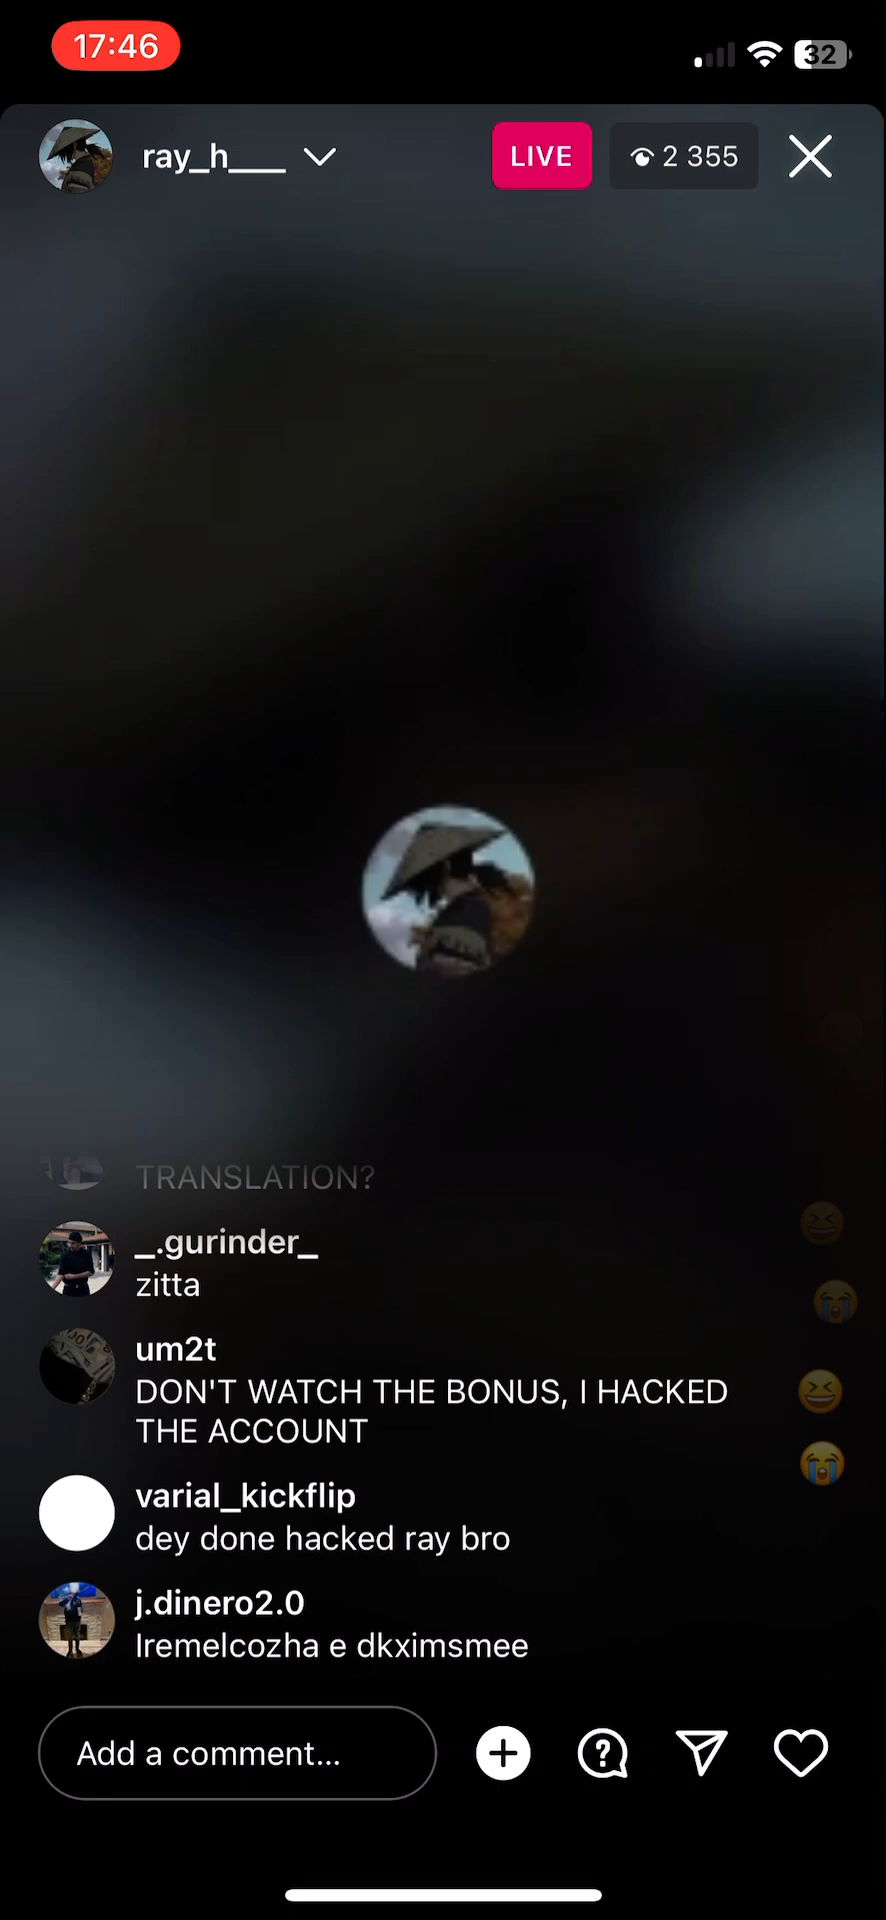 17:46
32
ray_h___
LIVE
2 355
TRANSLATION?
_.gurinder_
zitta
um2t
DON'T WATCH THE BONUS, I HACKED
THE ACCOUNT
varial_kickflip
dey done hacked ray bro
j.dinero2.0
Iremelcozha e dkximsmee
Add a comment...